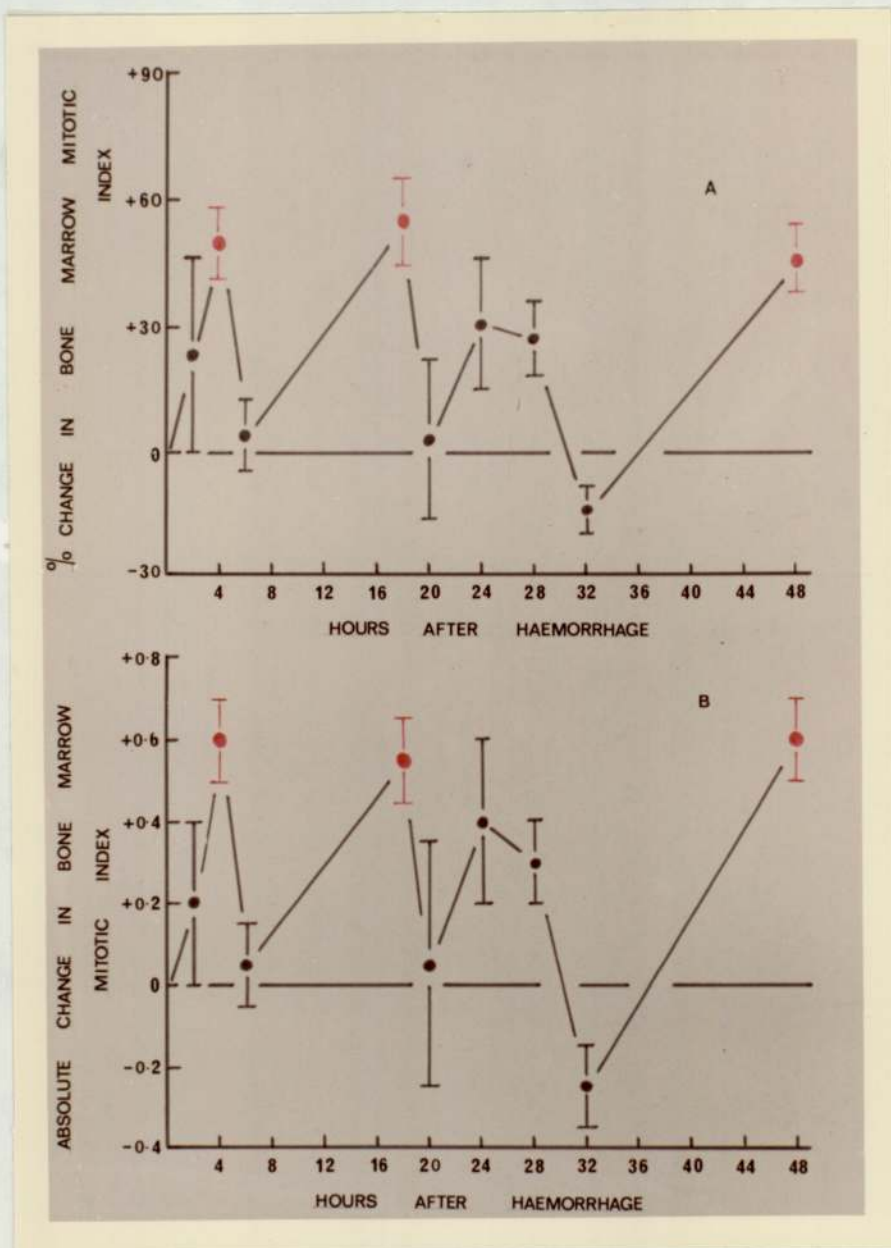 % CHANGE IN BONE MARROW MITOTIC
INDEX
+90
+60
+30
0
-30
A
4 8 12 16 20 24 28 32 36 40 44 48
HOURS AFTER HAEMORRHAGE
ABSOLUTE CHANGE IN BONE MARROW
MITOTIC INDEX
+0·8
+0·6
+0·4
+0·2
0
-0·2
-0·4
B
4 8 12 16 20 24 28 32 36 40 44 48
HOURS AFTER HAEMORRHAGE